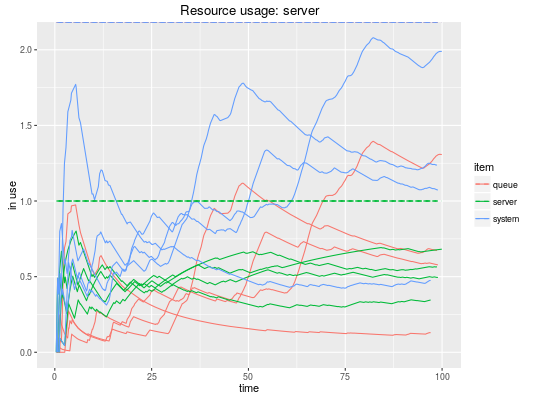 Resource usage: server
2.0
1.5
1.0
0.5
0.0
in use
0
25
50
75
100
time
item
queue
server
system